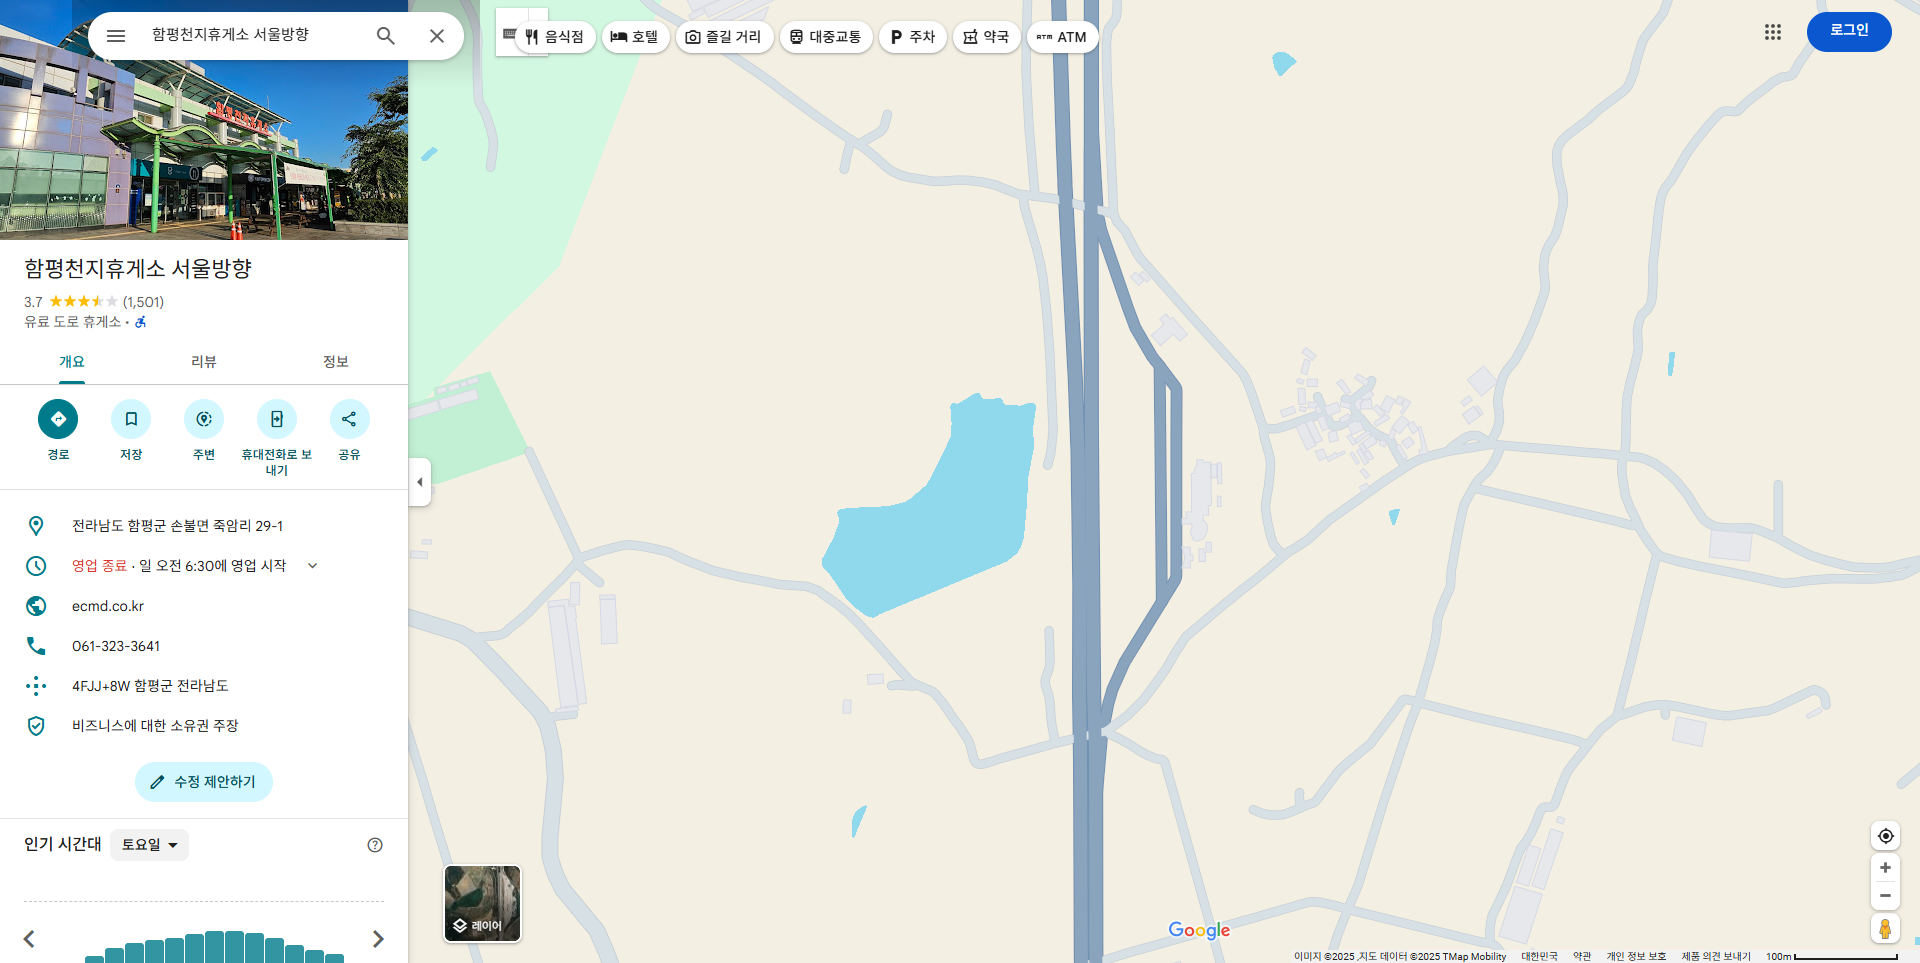 함평천지휴게소 서울방향
음식점
호텔
즐길 거리
대중교통
주차
약국
ATM
로그인
함평천지휴게소
함평천지휴게소 서울방향
3.7 (1,501)
유료 도로 휴게소 ·
개요 리뷰 정보
경로
저장
주변
휴대전화로 보
내기
공유
전라남도 함평군 손불면 죽암리 29-1
영업 종료 · 일 오전 6:30에 영업 시작
ecmd.co.kr
061-323-3641
4FJJ+8W 함평군 전라남도
비즈니스에 대한 소유권 주장
수정 제안하기
인기 시간대 토요일
레이어
Google
이미지 ©2025 ,지도 데이터 ©2025 TMap Mobility 대한민국 약관 개인 정보 보호 제품 의견 보내기 100m